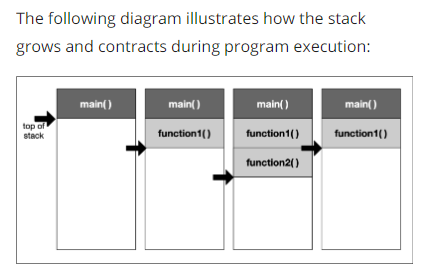 The following diagram illustrates how the stack
grows and contracts during program execution:
main( )
main( )
main( )
main( )
top of
stack
function1( )
function1( )
function1( )
function2( )